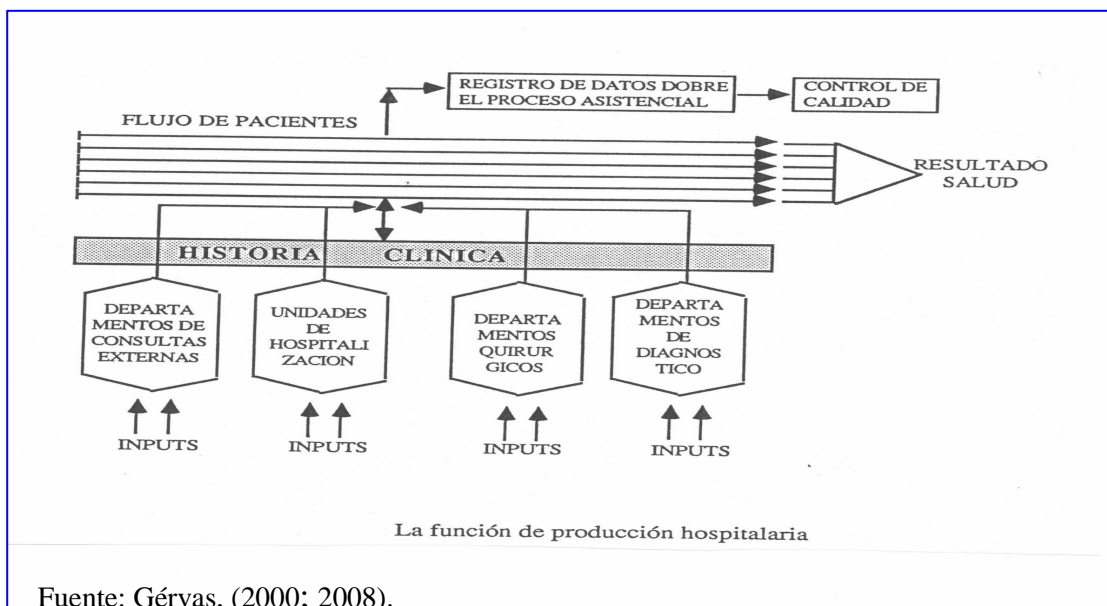 REGISTRO DE DATOS DOBRE
EL PROCESO ASISTENCIAL
CONTROL DE
CALIDAD
FLUJO DE PACIENTES
RESULTADO
SALUD
HISTORIA CLINICA
DEPARTA
MENTOS DE
CONSULTAS
EXTERNAS
UNIDADES
DE
HOSPITALI
ZACION
DEPARTA
MENTOS
QUIRUR
GICOS
DEPARTA
MENTOS
DE
DIAGNOS
TICO
INPUTS
INPUTS
INPUTS
INPUTS
La función de producción hospitalaria
Fuente: Gérvas, (2000; 2008).